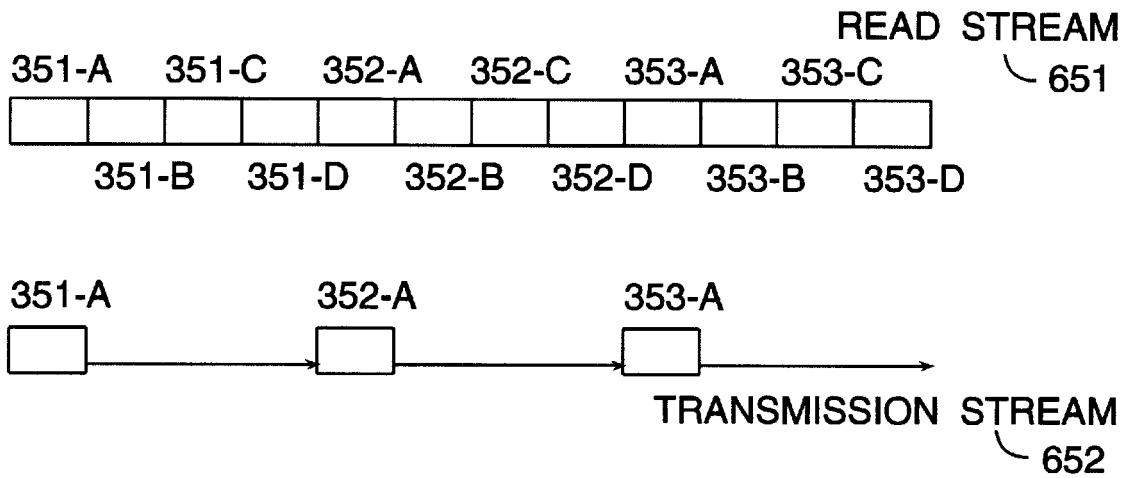 READ STREAM
651
351-A 351-C 352-A 352-C 353-A 353-C
351-B 351-D 352-B 352-D 353-B 353-D
351-A 352-A 353-A
TRANSMISSION STREAM
652